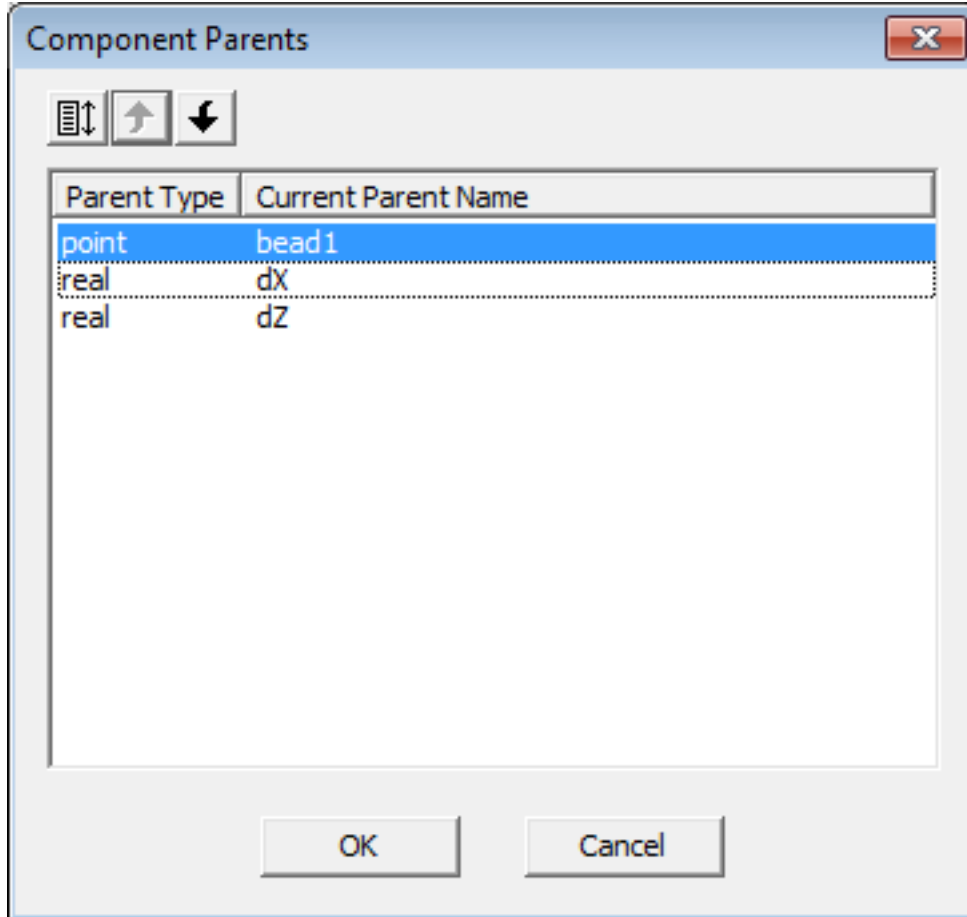 Component Parents
Parent Type Current Parent Name
point bead1
real dX
real dZ
OK Cancel